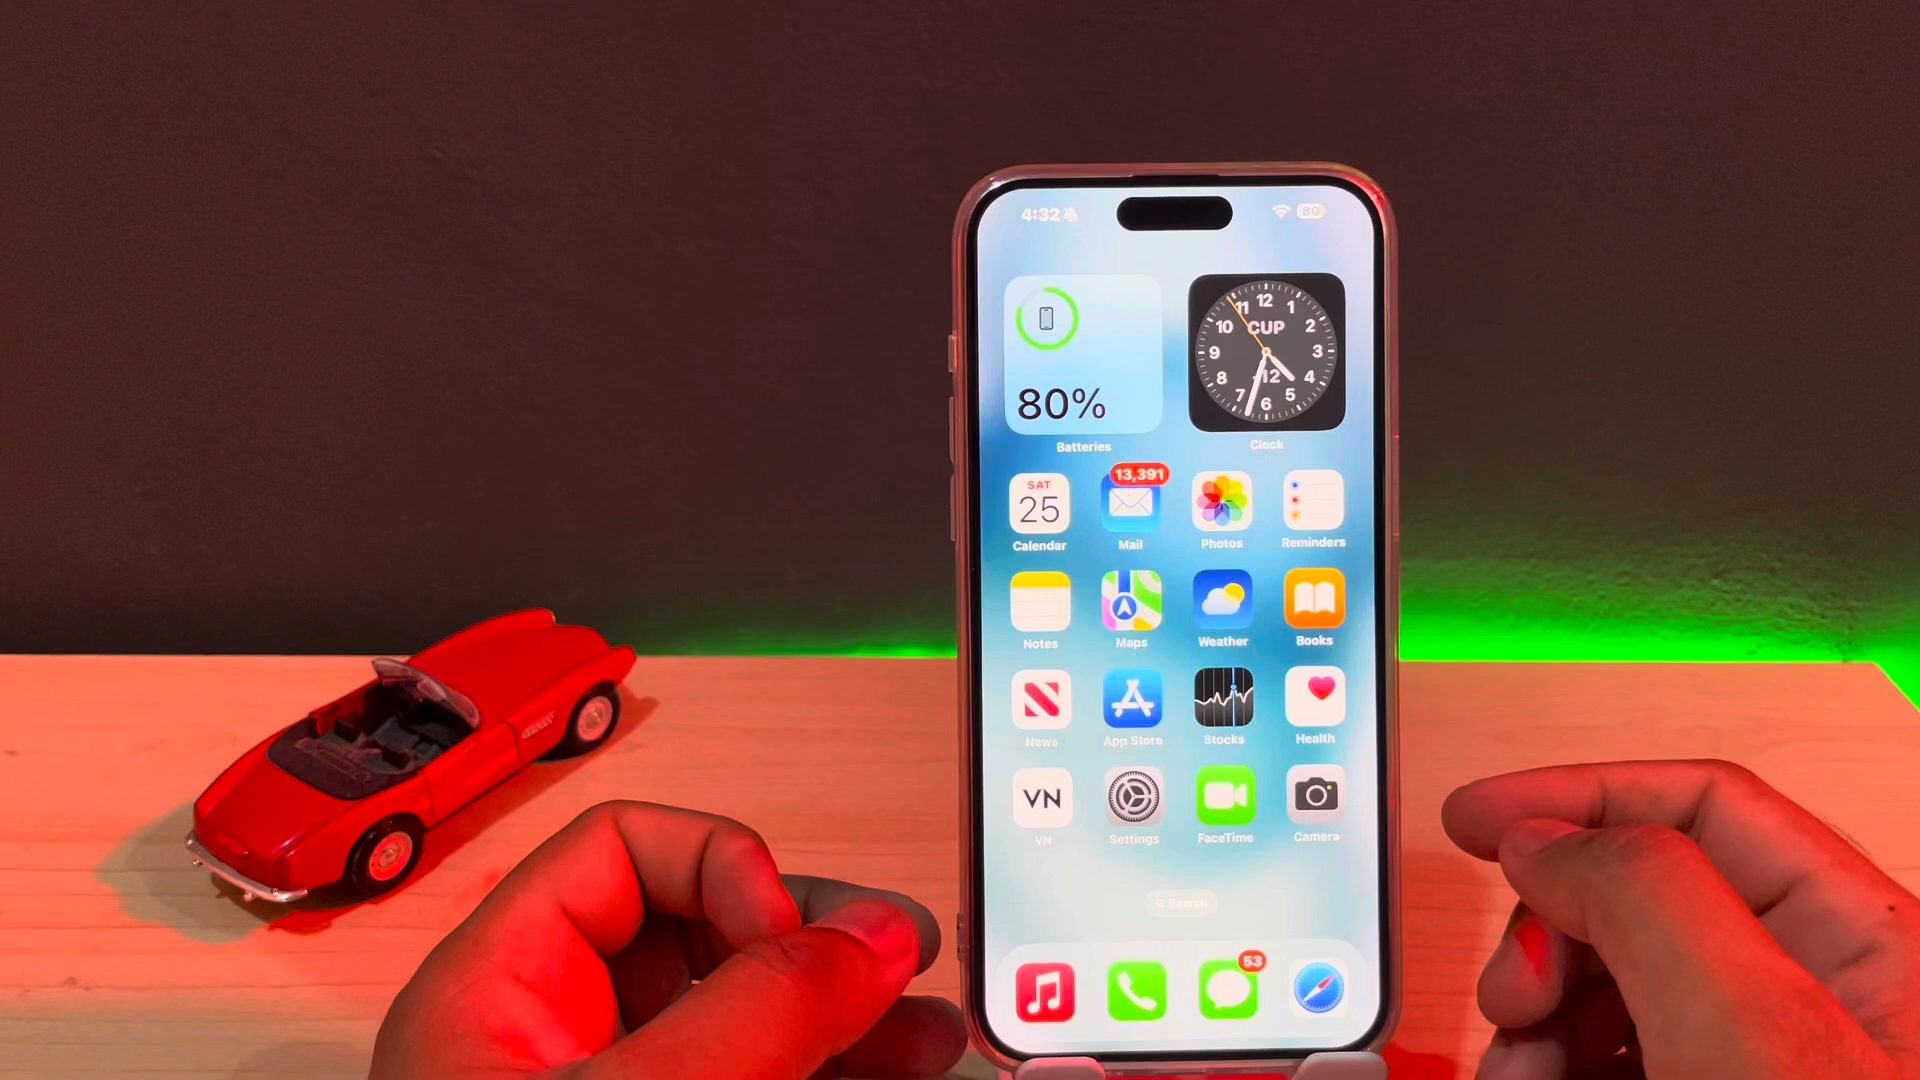 4:32
80
80%
Batteries
11 12 1
10 CUP 2
9 3
8 -12 4
7 6 5
Clock
SAT
25
13,391
Calendar Mail Photos Reminders
Notes Maps Weather Books
News App Store Stocks Health
VN
VN Settings FaceTime Camera
Search
53